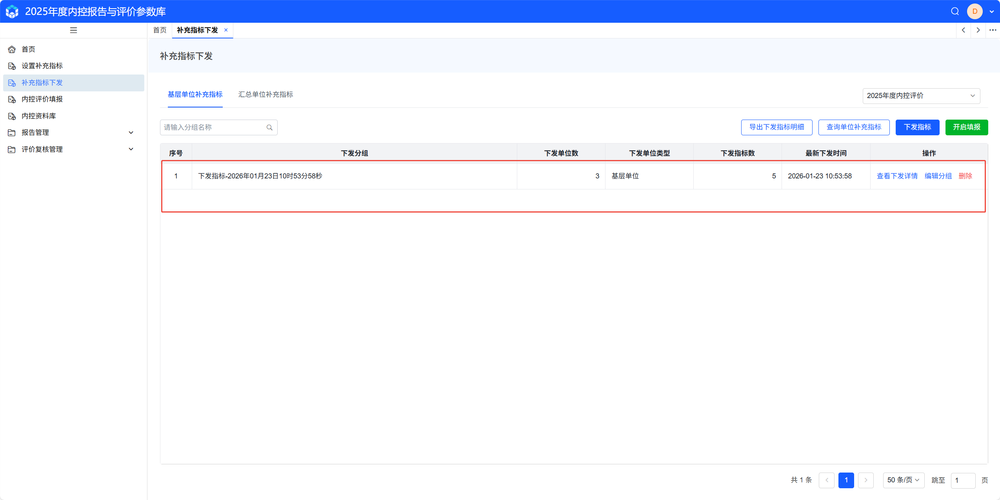 2025年度内控报告与评价参数库
D
首页
补充指标下发 ×
首页
设置补充指标
补充指标下发
内控评价填报
内控资料库
报告管理
评价复核管理
补充指标下发
基层单位补充指标 汇总单位补充指标
2025年度内控评价
请输入分组名称
导出下发指标明细 查询单位补充指标 下发指标 开启填报
序号 下发分组 下发单位数 下发单位类型 下发指标数 最新下发时间 操作
1 下发指标-2026年01月23日10时53分58秒 3 基层单位 5 2026-01-23 10:53:58 查看下发详情 编辑分组 删除
共 1 条 1 50 条/页 跳至 1 页